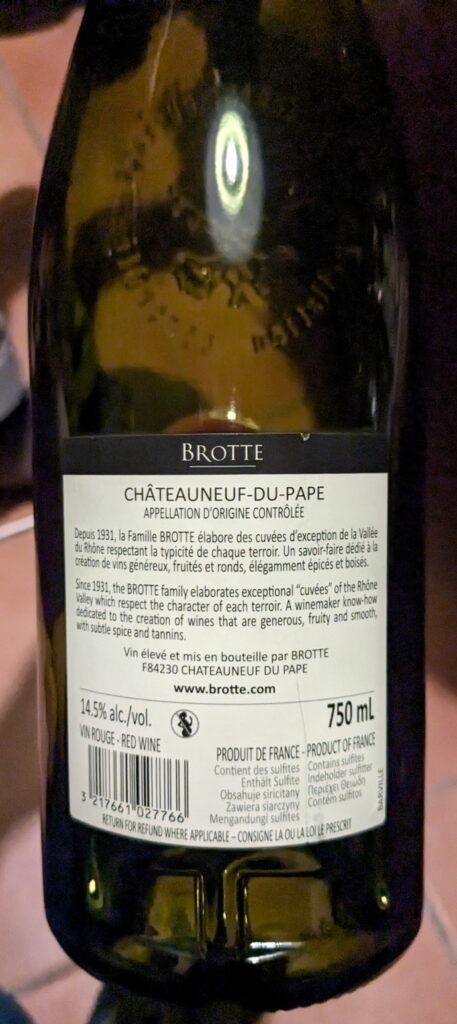 BROTTE
CHÂTEAUNEUF-DU-PAPE
APPELLATION D'ORIGINE CONTRÔLÉE
Depuis 1931, la Famille BROTTE élabore des cuvées d'exception de la Vallée
du Rhône respectant la typicité de chaque terroir. Un savoir-faire dédié à la
création de vins généreux, fruités et ronds, élégamment épicés et boisés.
Since 1931, the BROTTE family elaborates exceptional "cuvées" of the Rhône
Valley which respect the character of each terroir. A winemaker know-how
dedicated to the creation of wines that are generous, fruity and smooth,
with subtle spice and tannins.
Vin élevé et mis en bouteille par BROTTE
F84230 CHATEAUNEUF DU PAPE
www.brotte.com
14.5% alc./vol.
750 mL
VIN ROUGE - RED WINE
PRODUIT DE FRANCE - PRODUCT OF FRANCE
Contient des sulfites
Enthält Sulfite
Obsahuje siricitany
Zawiera siarczyny
Mengandungi sulfites
Contains sulfites
Indeholder sulfitter
Περιέχει Θειώδη
Contém sulfitos
BARVILLE
3 217661 027766
RETURN FOR REFUND WHERE APPLICABLE – CONSIGNE LA OU LA LOI LE PRESCRIT